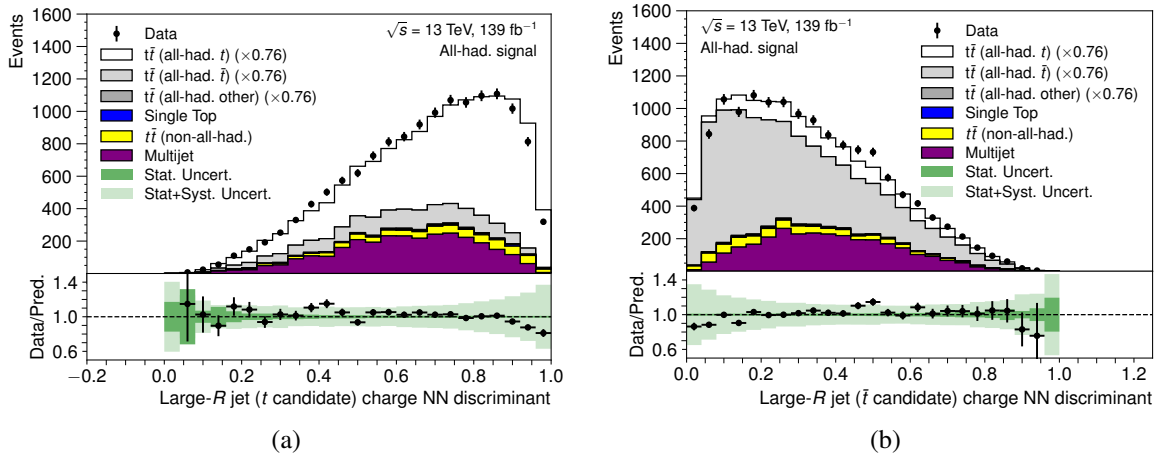 1600
1400
1200
1000
800
600
400
200
Events
√s = 13 TeV, 139 fb⁻¹
All-had. signal
Data
tt̄ (all-had. t) (×0.76)
tt̄ (all-had. t̄) (×0.76)
tt̄ (all-had. other) (×0.76)
Single Top
tt̄ (non-all-had.)
Multijet
Stat. Uncert.
Stat+Syst. Uncert.
1.4
1.0
0.6
Data/Pred.
−0.2 0.0 0.2 0.4 0.6 0.8 1.0
Large-R jet (t candidate) charge NN discriminant
(a)
1600
1400
1200
1000
800
600
400
200
Events
√s = 13 TeV, 139 fb⁻¹
All-had. signal
Data
tt̄ (all-had. t) (×0.76)
tt̄ (all-had. t̄) (×0.76)
tt̄ (all-had. other) (×0.76)
Single Top
tt̄ (non-all-had.)
Multijet
Stat. Uncert.
Stat+Syst. Uncert.
1.4
1.0
0.6
Data/Pred.
0.0 0.2 0.4 0.6 0.8 1.0 1.2
Large-R jet (t̄ candidate) charge NN discriminant
(b)